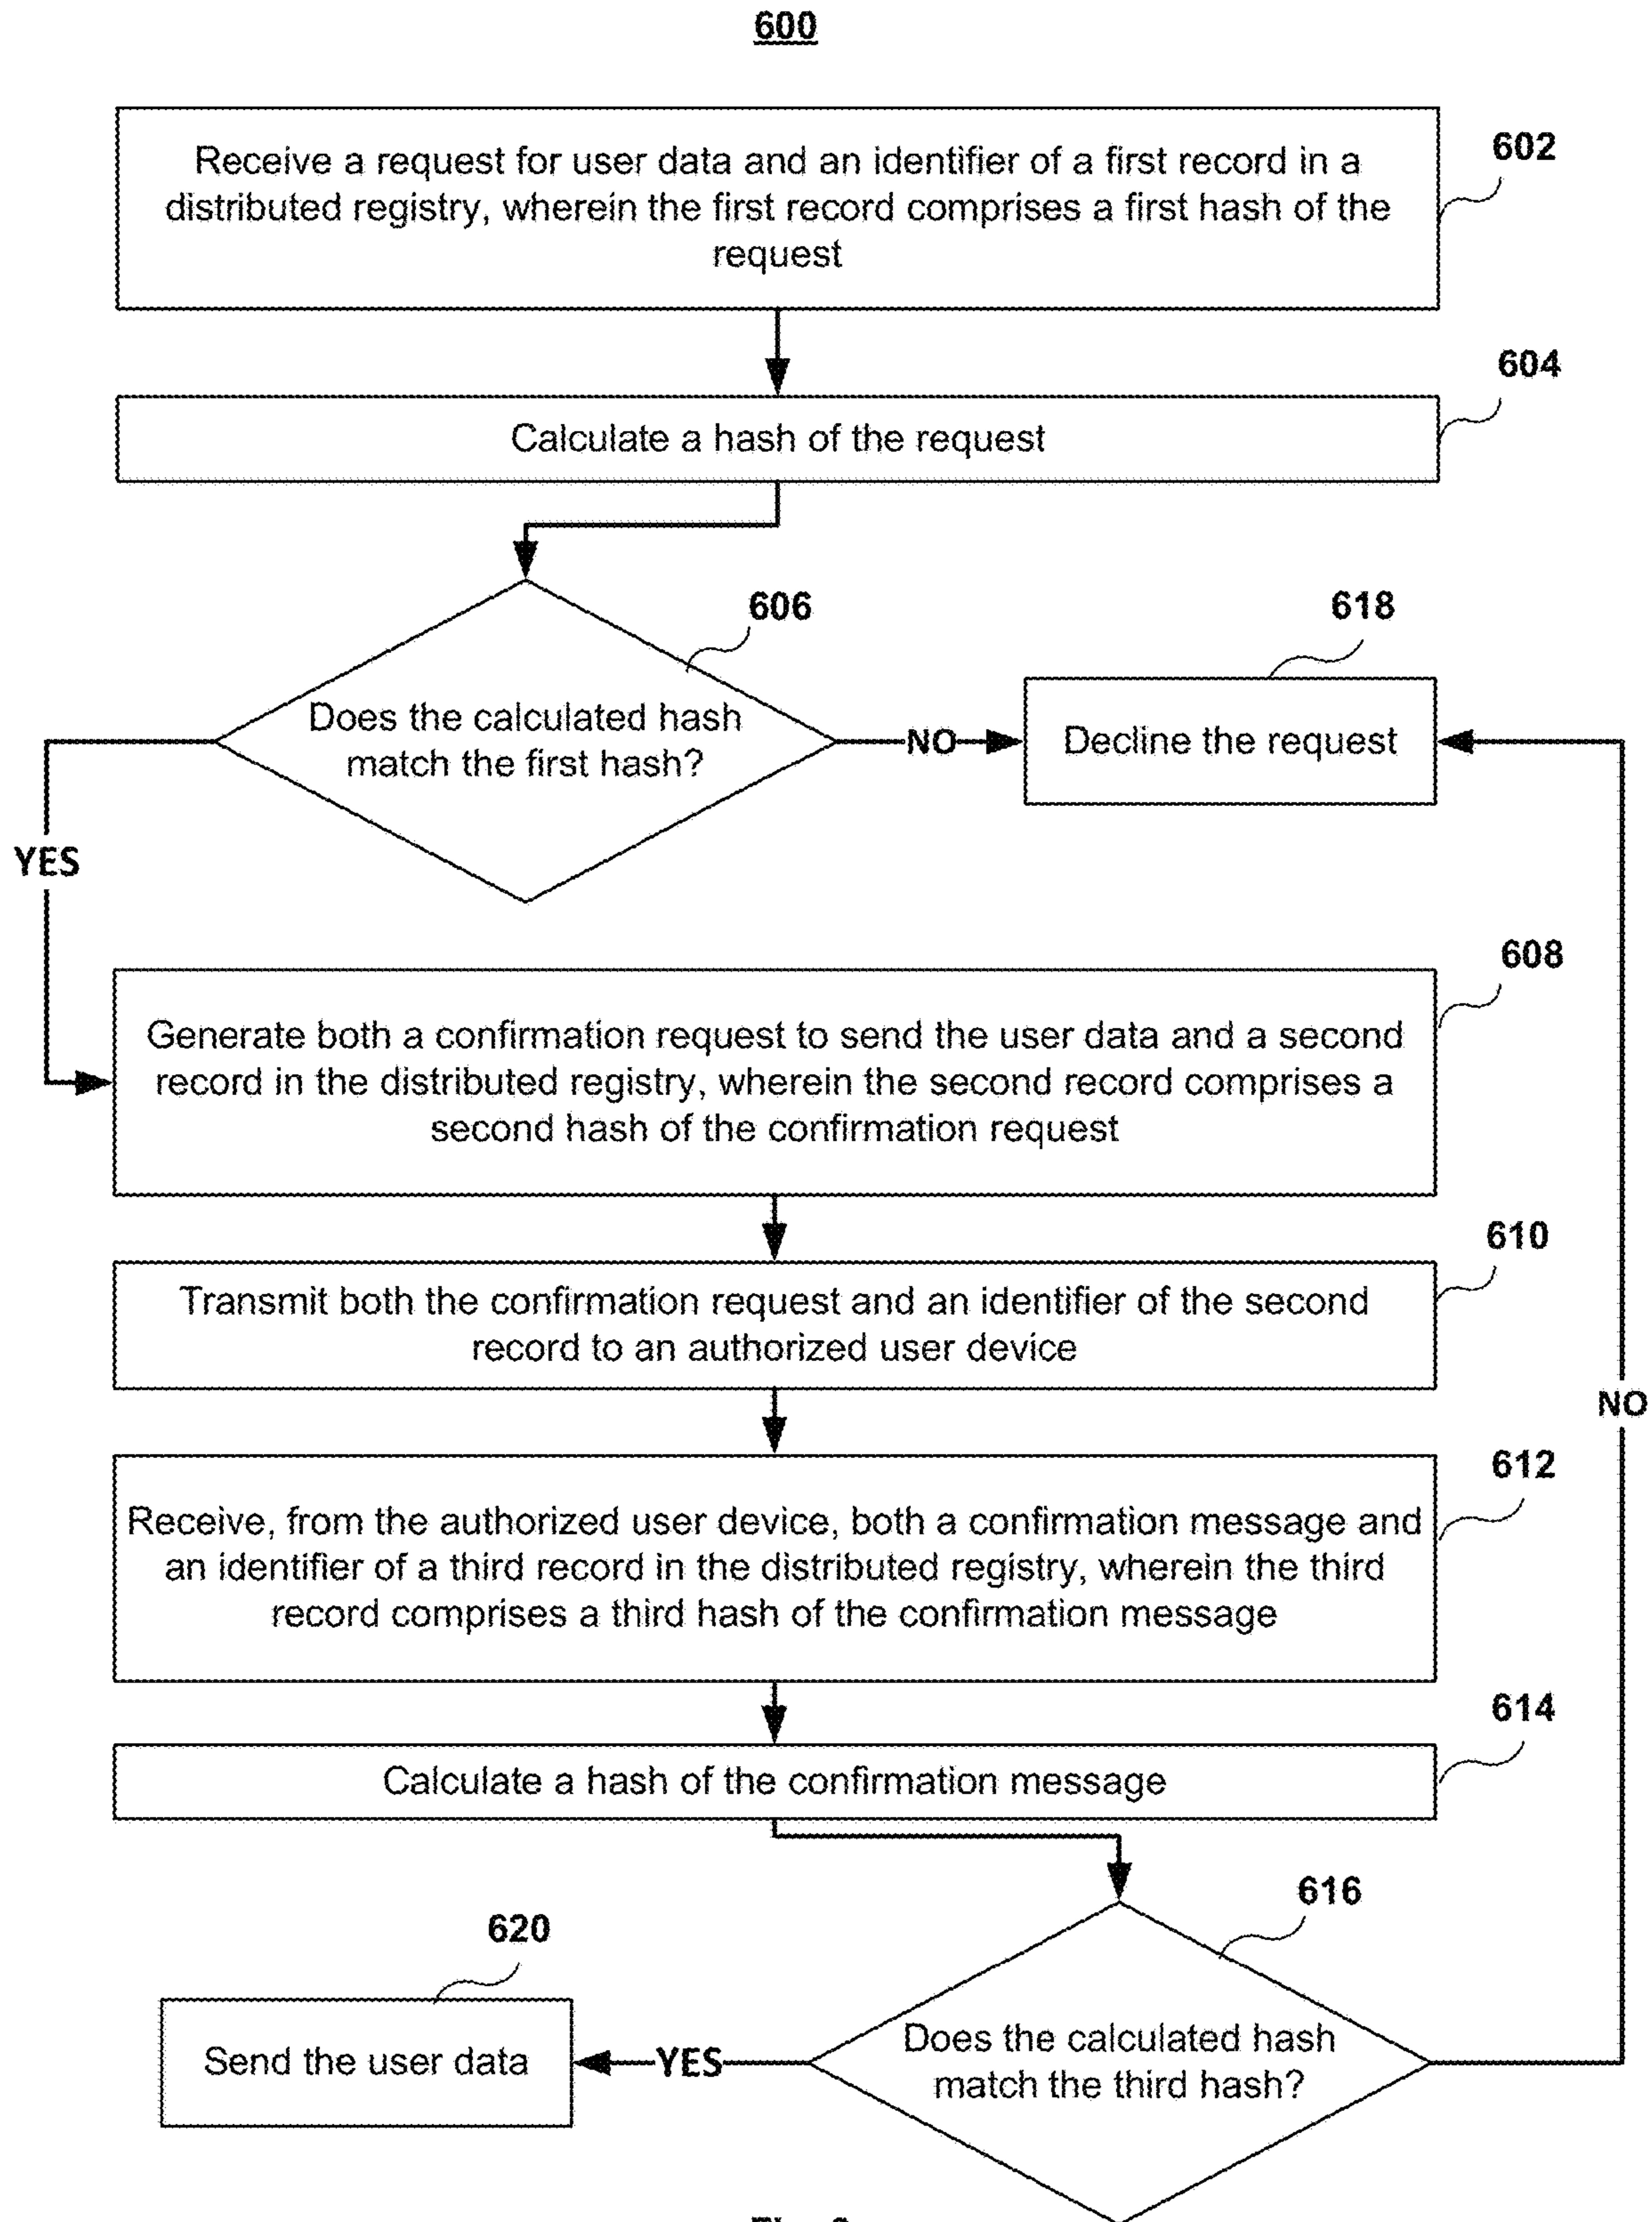 600
Receive a request for user data and an identifier of a first record in a
distributed registry, wherein the first record comprises a first hash of the
request
602
Calculate a hash of the request
604
606
618
Does the calculated hash
match the first hash?
NO
Decline the request
YES
608
Generate both a confirmation request to send the user data and a second
record in the distributed registry, wherein the second record comprises a
second hash of the confirmation request
610
Transmit both the confirmation request and an identifier of the second
record to an authorized user device
NO
612
Receive, from the authorized user device, both a confirmation message and
an identifier of a third record in the distributed registry, wherein the third
record comprises a third hash of the confirmation message
614
Calculate a hash of the confirmation message
616
620
Does the calculated hash
match the third hash?
YES
Send the user data